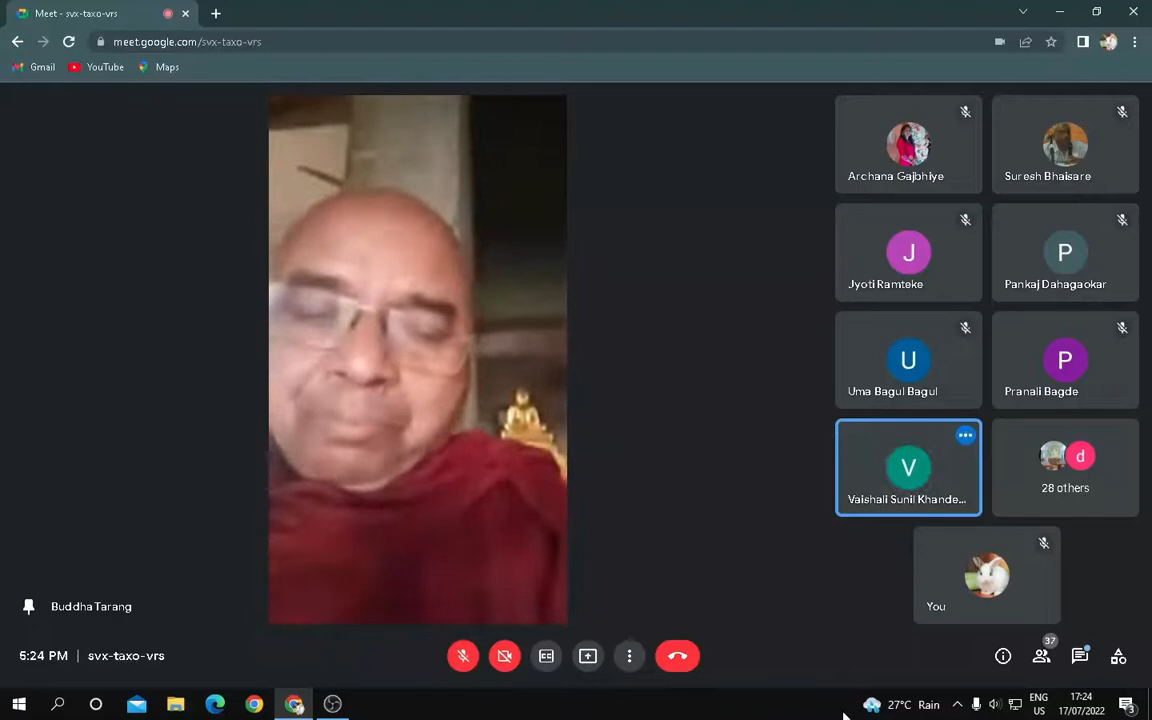 Meet - svx-taxo-vrs
meet.google.com/svx-taxo-vrs
Gmail
YouTube
Maps
Archana Gajbhiye
Suresh Bhaisare
J
Jyoti Ramteke
P
Pankaj Dahagaokar
U
Uma Bagul Bagul
P
Pranali Bagde
V
Vaishali Sunil Khande...
d
28 others
You
Buddha Tarang
6:24 PM | svx-taxo-vrs
37
27°C Rain
ENG
US
17:24
17/07/2022
3